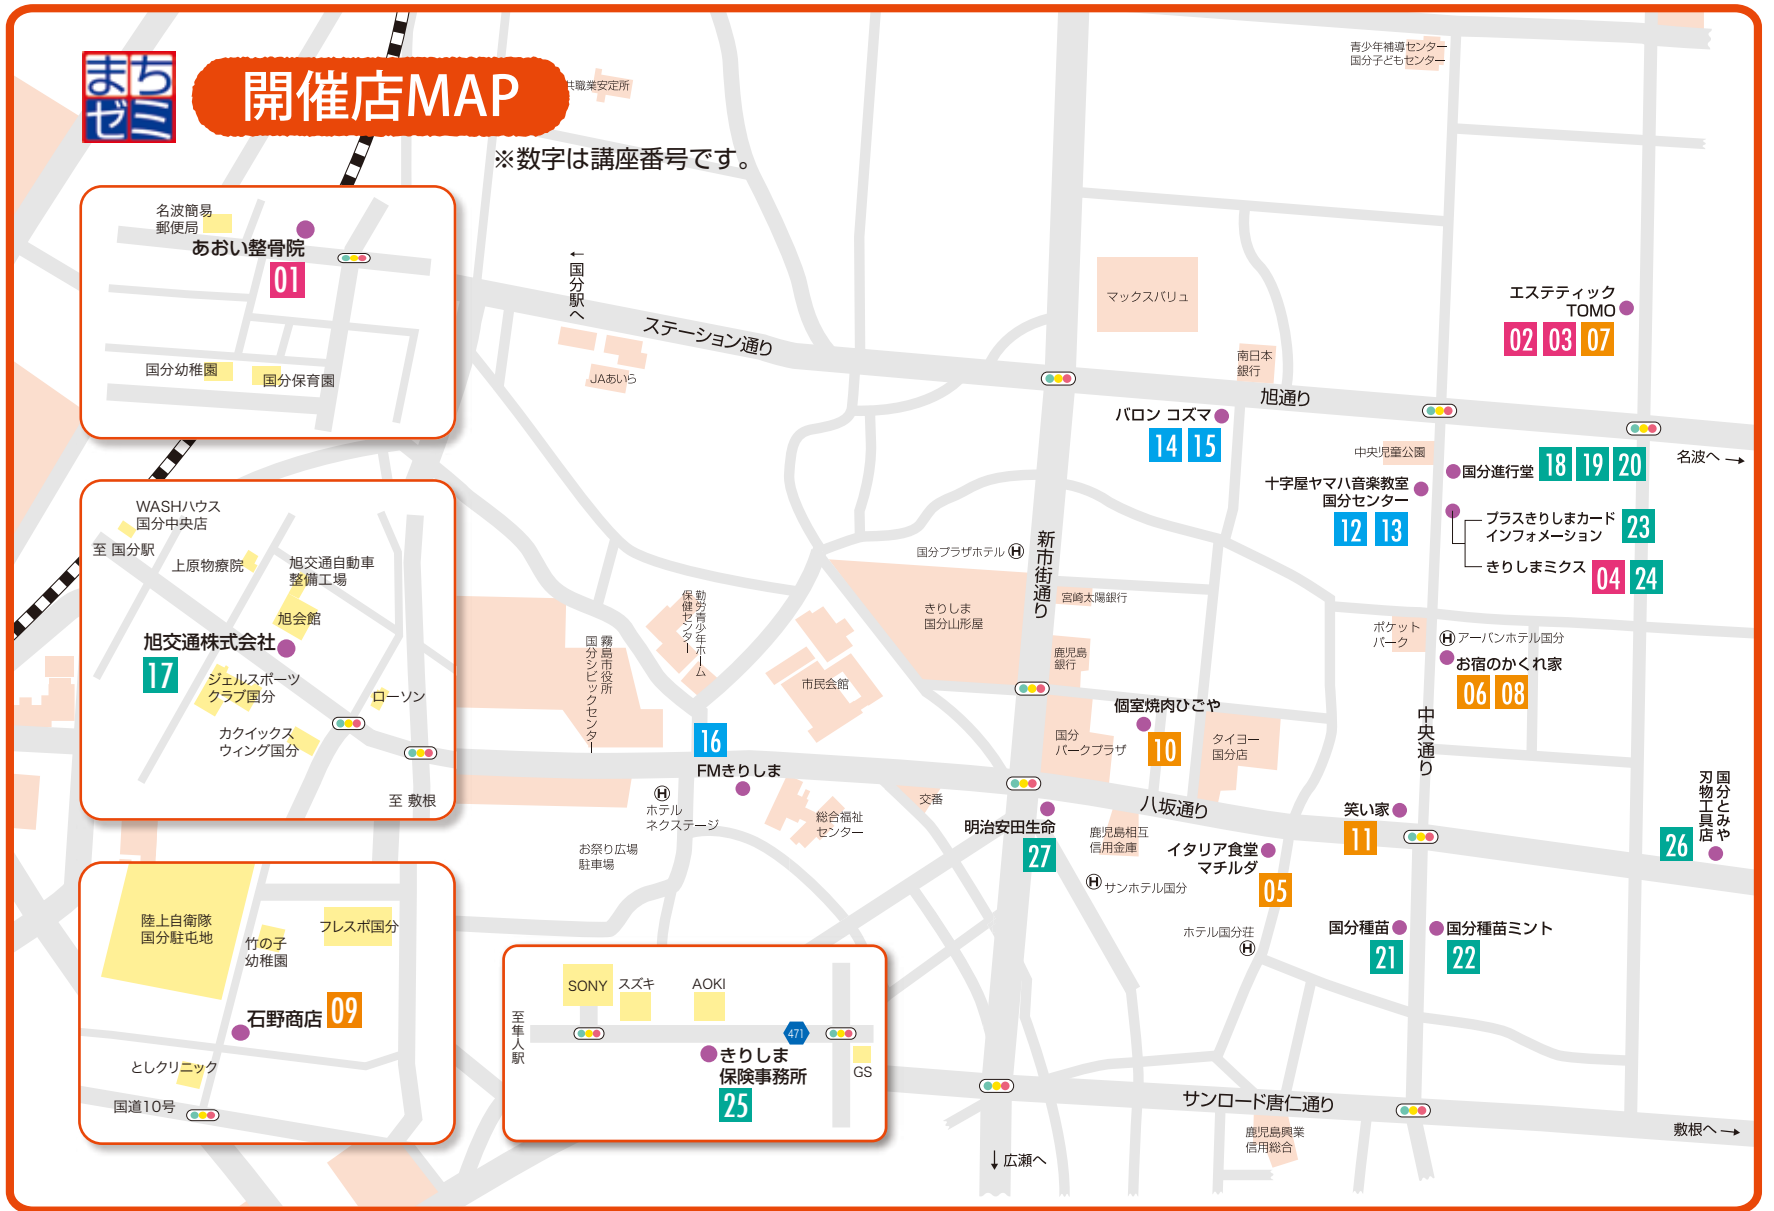 まち
ゼミ
開催店MAP
※数字は講座番号です。
共職業安定所
青少年補導センター
国分子どもセンター
名波簡易
郵便局
あおい整骨院
01
国分幼稚園
国分保育園
←国分駅へ
ステーション通り
JAあいら
マックスバリュ
南日本
銀行
旭通り
エステティック
TOMO
02 03 07
バロン コズマ
14 15
中央児童公園
名波へ→
国分進行堂
18 19 20
十字屋ヤマハ音楽教室
国分センター
12 13
プラスきりしまカード
インフォメーション
23
きりしまミクス
04 24
WASHハウス
国分中央店
至 国分駅
上原物療院
旭交通自動車
整備工場
旭会館
旭交通株式会社
17
ジェルスポーツ
クラブ国分
ローソン
カクイックス
ウィング国分
至 敷根
国分プラザホテル H
新市街通り
きりしま
国分山形屋
宮崎太陽銀行
鹿児島
銀行
勤労青少年ホーム
保健センター
霧島市役所
国分シビックセンター
市民会館
16
FMきりしま
H
ホテル
ネクステージ
お祭り広場
駐車場
総合福祉
センター
交番
ポケット
パーク
H アーバンホテル国分
お宿のかくれ家
06 08
中央通り
個室焼肉ひごや
10
国分
パークプラザ
タイヨー
国分店
八坂通り
明治安田生命
27
鹿児島相互
信用金庫
H サンホテル国分
イタリア食堂
マチルダ
05
笑い家
11
国分とみや
刃物工具店
26
ホテル国分荘
H
国分種苗
21
国分種苗ミント
22
陸上自衛隊
国分駐屯地
竹の子
幼稚園
フレスポ国分
石野商店
09
としクリニック
国道10号
SONY
スズキ
AOKI
至隼人駅
471
きりしま
保険事務所
25
GS
サンロード唐仁通り
鹿児島興業
信用総合
敷根へ→
↓広瀬へ